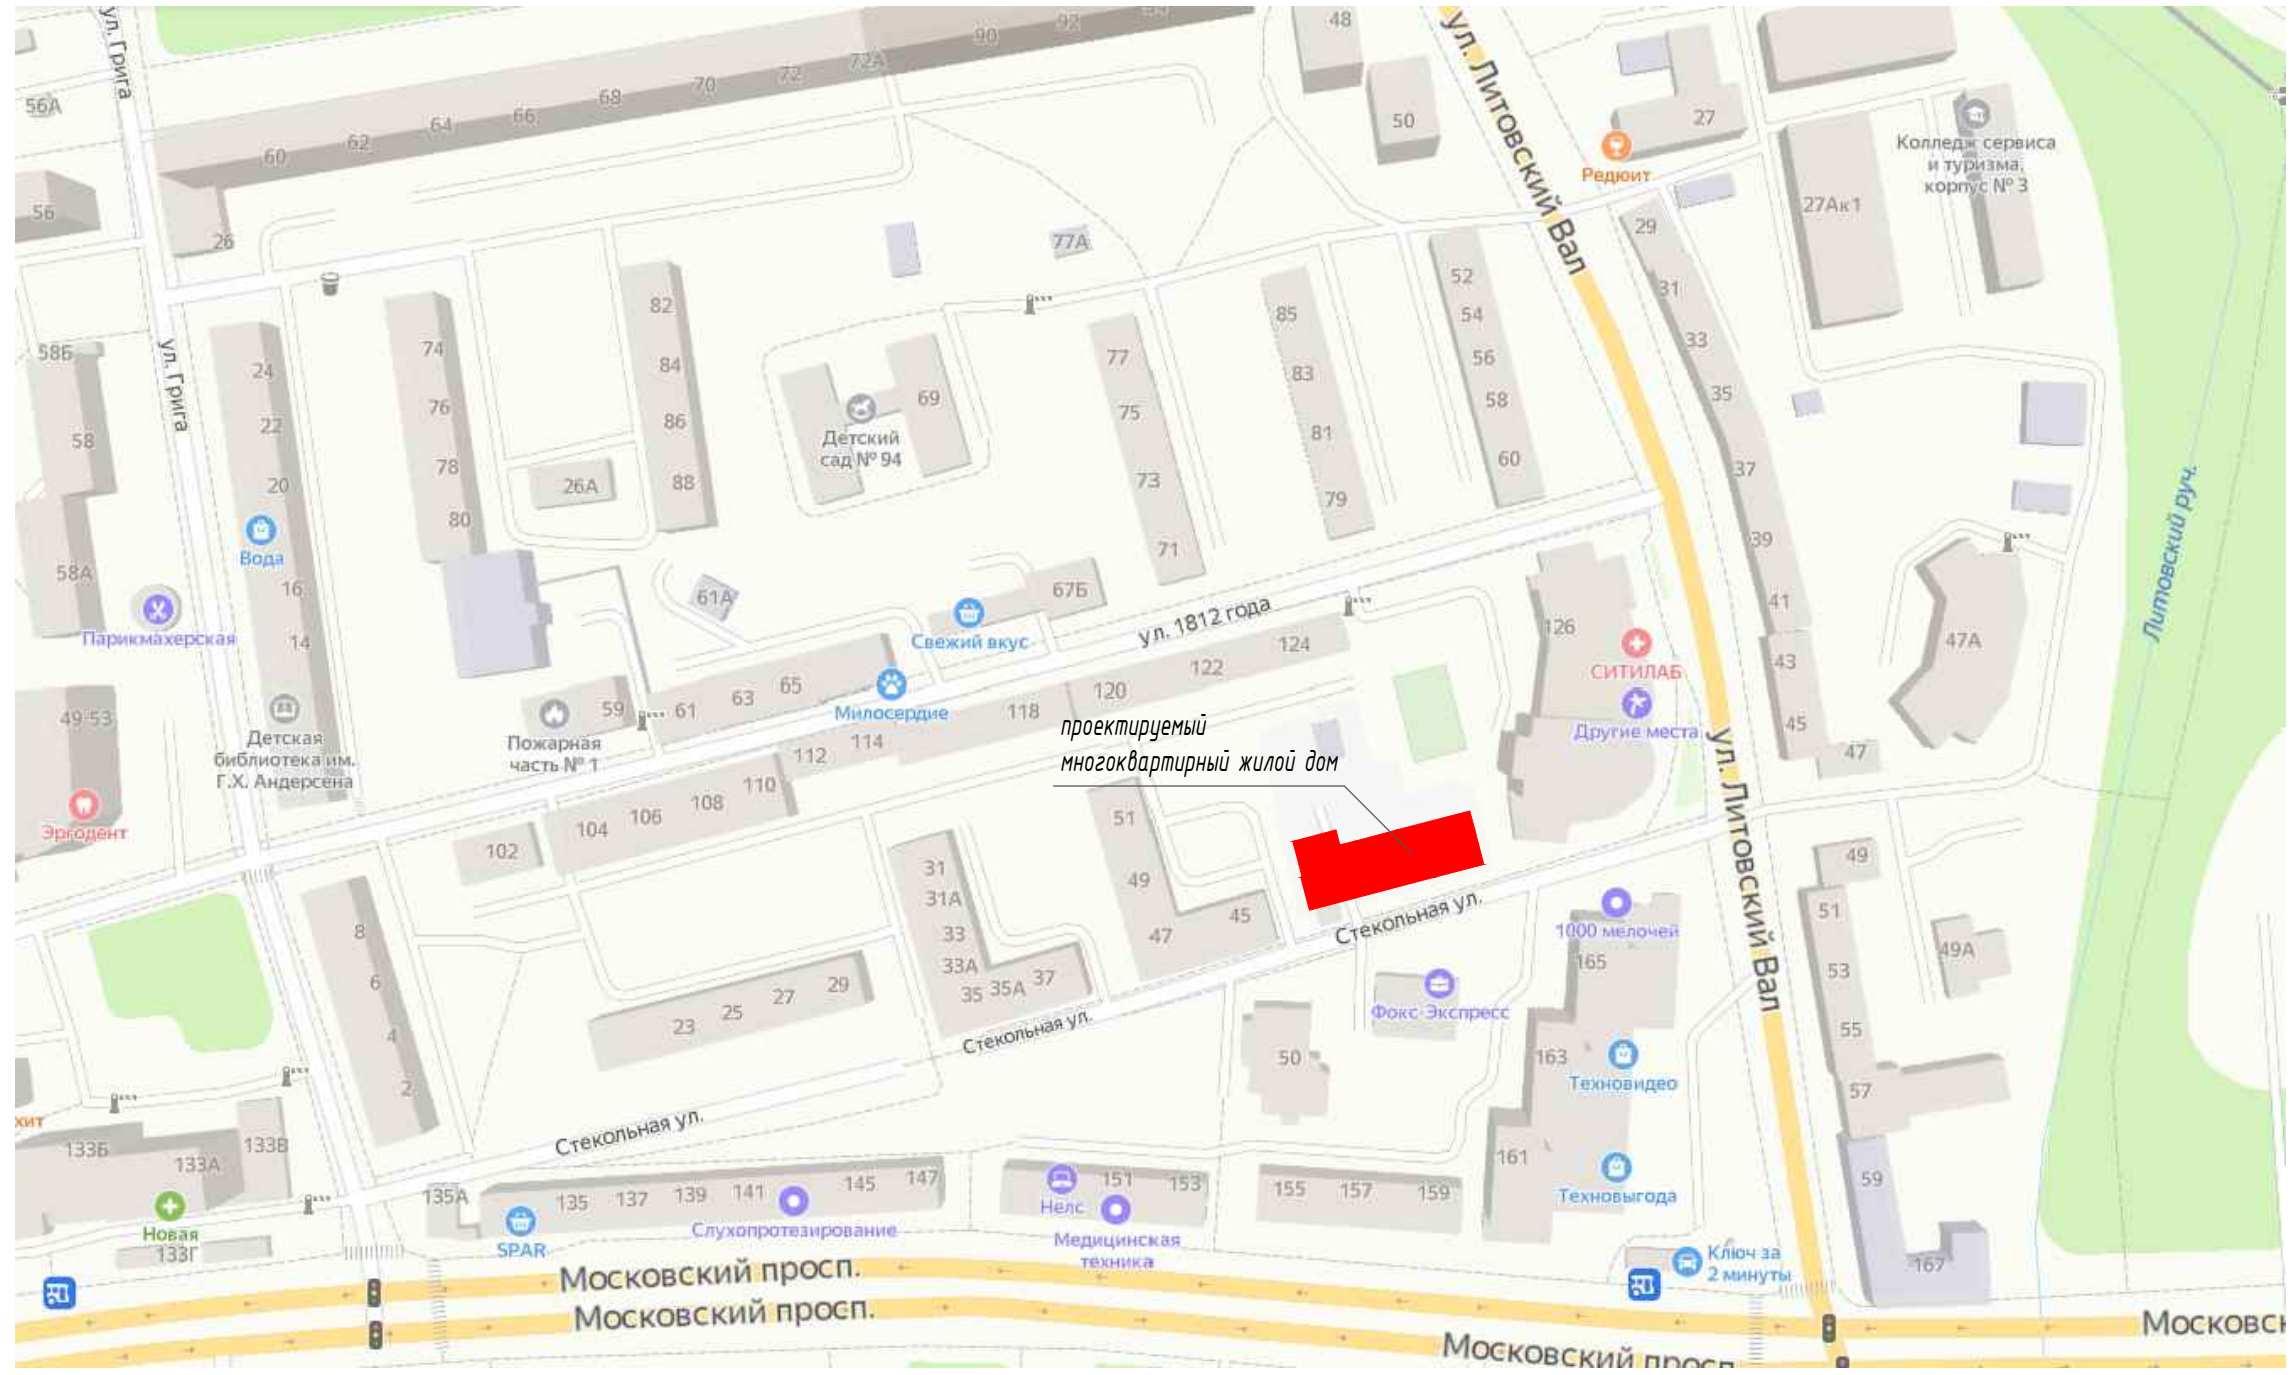 48
90
92
72А
72
70
68
66
64
62
60
56А
ул. Грига
ул. Литовский Вал
50
27
Редюит
Колледж сервиса
и туризма,
корпус № 3
27Ак1
56
26
77А
29
52
31
82
85
54
33
58Б
74
84
77
56
24
83
35
76
69
75
58
ул. Грига
22
86
Детский
сад № 94
81
58
78
88
26А
73
60
37
20
79
80
71
39
Вода
58А
16
61А
67Б
41
Литовский руч.
Парикмахерская
14
Свежий вкус
ул. 1812 года
126
47А
124
СИТИЛАБ
43
122
65
63
61
59
120
49-53
Милосердие
118
Другие места
45
Детская
библиотека им.
Г.Х. Андерсена
Пожарная
часть № 1
114
112
проектируемый
многоквартирный жилой дом
47
110
108
106
104
Эргодент
102
51
31
31А
49
33
33А
35
35А
37
47
45
Стекольная ул.
ул. Литовский Вал
49
51
1000 мелочей
165
53
49А
8
6
4
2
29
27
25
23
Стекольная ул.
50
Фокс-Экспресс
163
Техновидео
55
57
хит
133Б
133А
133В
Стекольная ул.
161
Новая
133Г
135А
135
137
139
141
145
147
SPAR
Слухопротезирование
Нелс
151
153
Медицинская
техника
155
157
159
Техновыгода
59
Ключ за
2 минуты
167
Московский просп.
Московский просп.
Московский просп
Московск